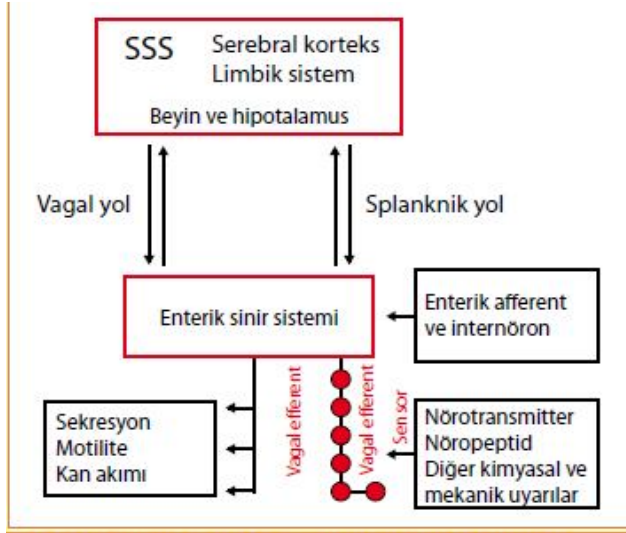 SSS
Serebral korteks
Limbik sistem
Beyin ve hipotalamus
Vagal yol
Splanknik yol
Enterik sinir sistemi
Enterik afferent
ve internöron
Vagal efferent
Vagal efferent
Sensor
Sekresyon
Motilite
Kan akımı
Nörotransmitter
Nöropeptid
Diğer kimyasal ve
mekanik uyarılar